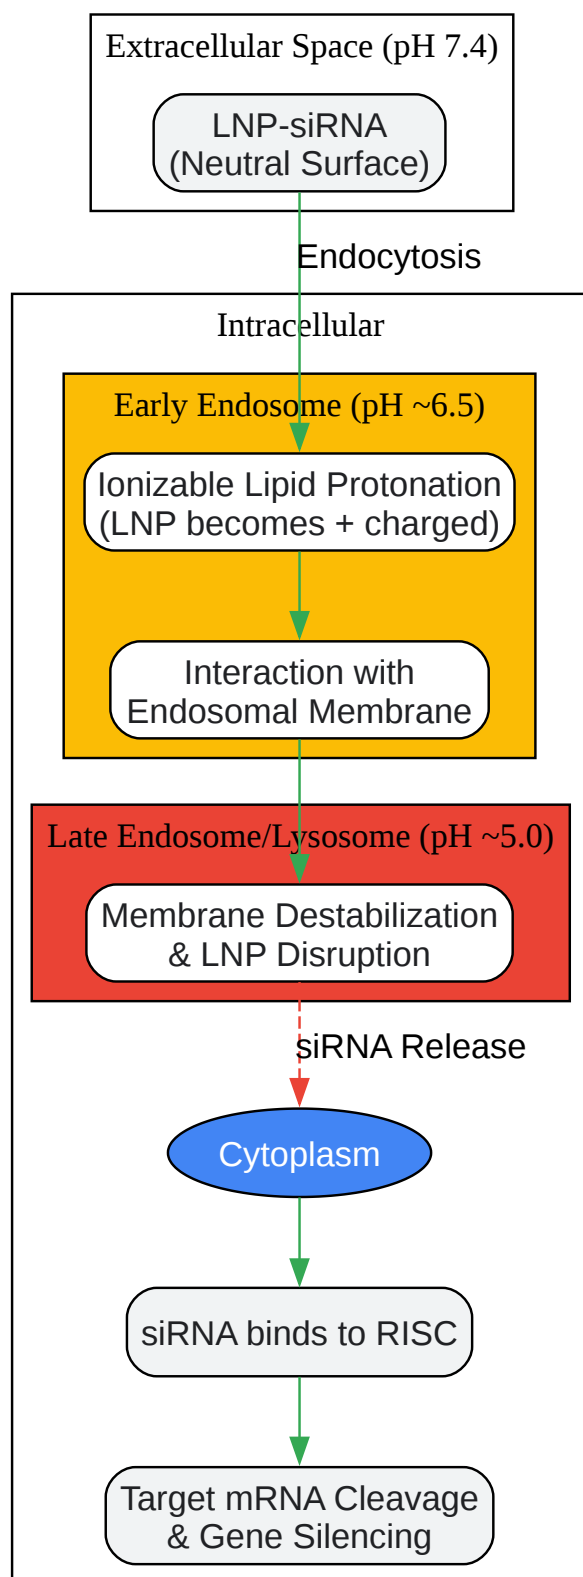 Extracellular Space (pH 7.4)
LNP-siRNA
(Neutral Surface)
Endocytosis
Intracellular
Early Endosome (pH ~6.5)
Ionizable Lipid Protonation
(LNP becomes + charged)
Interaction with
Endosomal Membrane
Late Endosome/Lysosome (pH ~5.0)
Membrane Destabilization
& LNP Disruption
siRNA Release
Cytoplasm
siRNA binds to RISC
Target mRNA Cleavage
& Gene Silencing